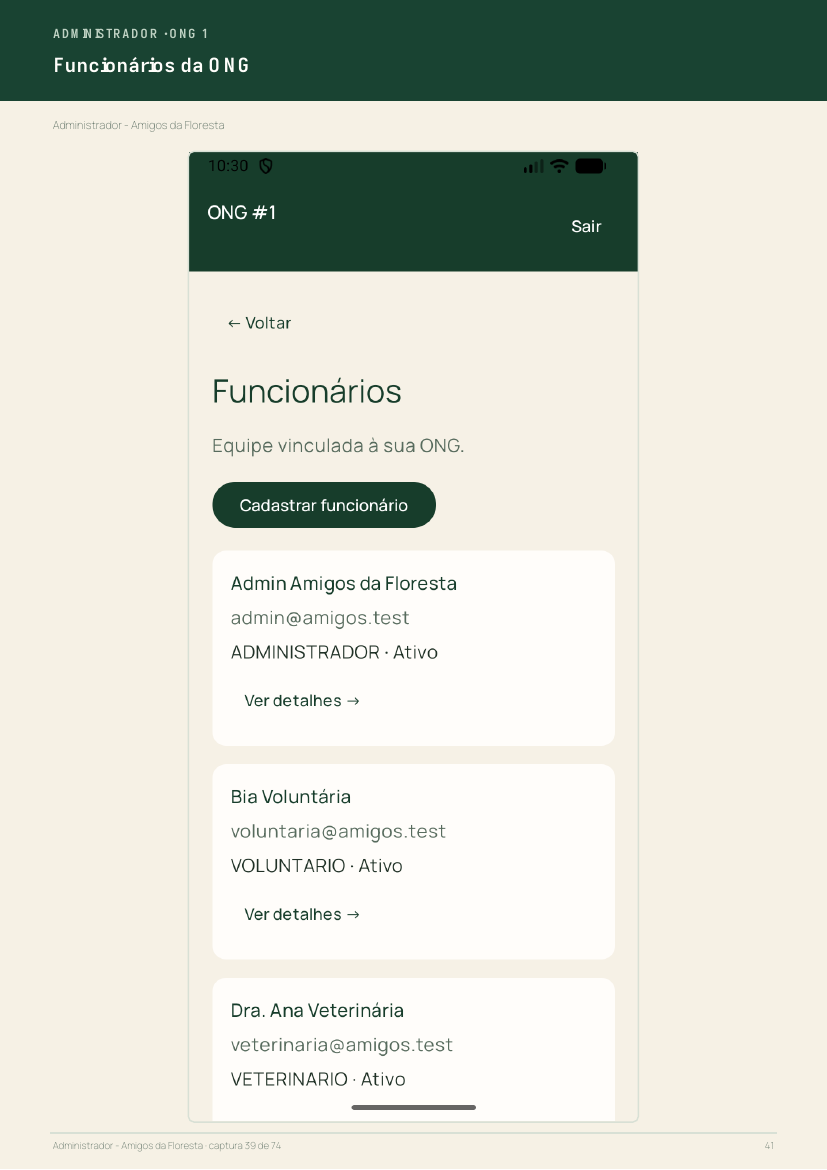 ADMINISTRADOR · ONG 1
Funcionários da ONG
Administrador - Amigos da Floresta
10:30
ONG #1
Sair
← Voltar
Funcionários
Equipe vinculada à sua ONG.
Cadastrar funcionário
Admin Amigos da Floresta
admin@amigos.test
ADMINISTRADOR · Ativo
Ver detalhes →
Bia Voluntária
voluntaria@amigos.test
VOLUNTARIO · Ativo
Ver detalhes →
Dra. Ana Veterinária
veterinaria@amigos.test
VETERINARIO · Ativo
Administrador - Amigos da Floresta · captura 39 de 74
41